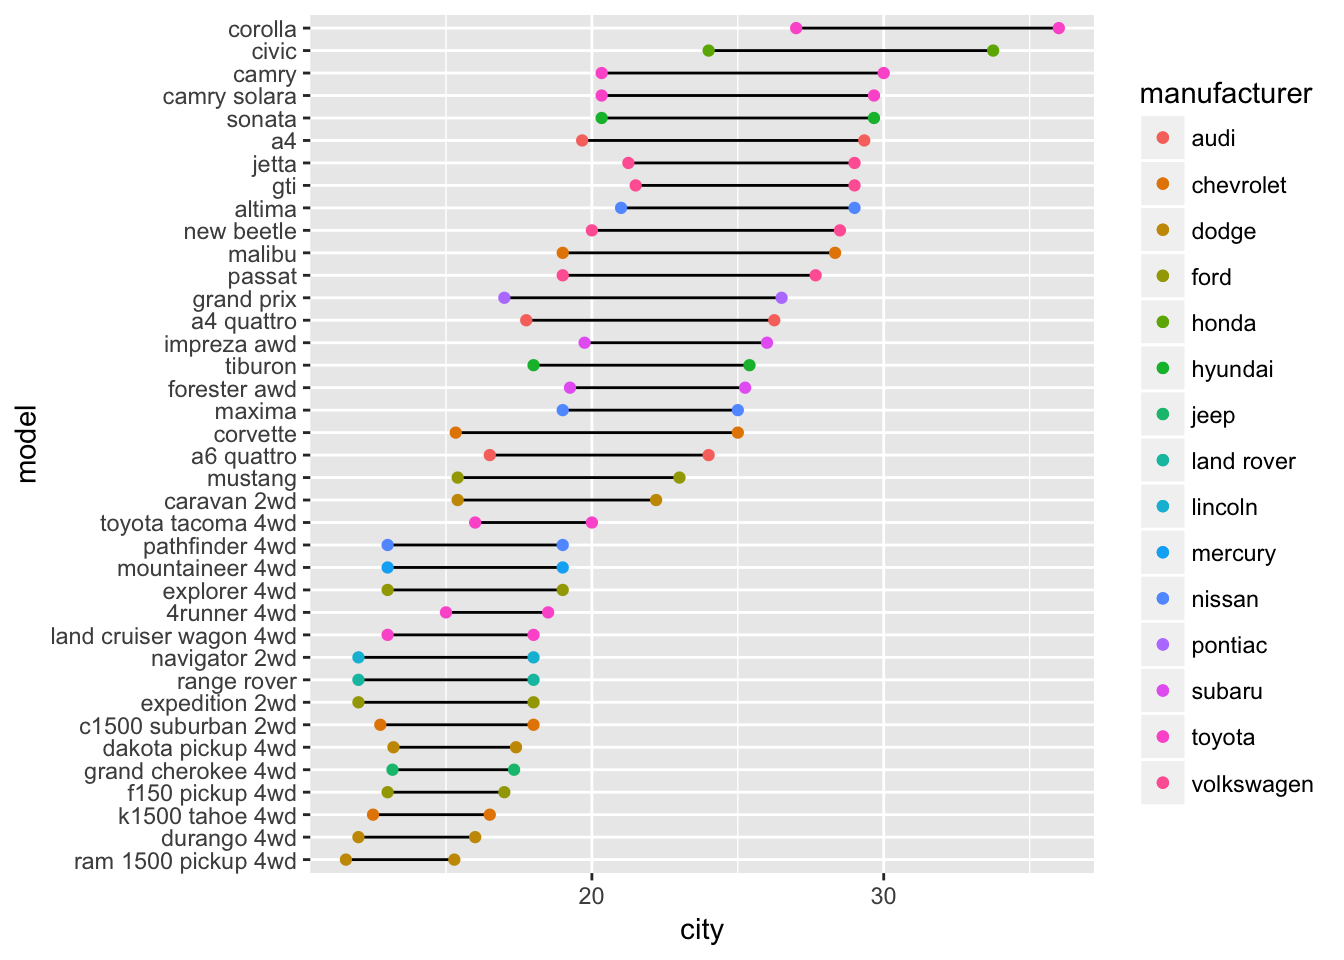 corolla
civic
camry
camry solara
sonata
a4
jetta
gti
altima
new beetle
malibu
passat
grand prix
a4 quattro
impreza awd
tiburon
forester awd
maxima
corvette
a6 quattro
mustang
caravan 2wd
toyota tacoma 4wd
pathfinder 4wd
mountaineer 4wd
explorer 4wd
4runner 4wd
land cruiser wagon 4wd
navigator 2wd
range rover
expedition 2wd
c1500 suburban 2wd
dakota pickup 4wd
grand cherokee 4wd
f150 pickup 4wd
k1500 tahoe 4wd
durango 4wd
ram 1500 pickup 4wd
model
20 30
city
manufacturer
audi
chevrolet
dodge
ford
honda
hyundai
jeep
land rover
lincoln
mercury
nissan
pontiac
subaru
toyota
volkswagen